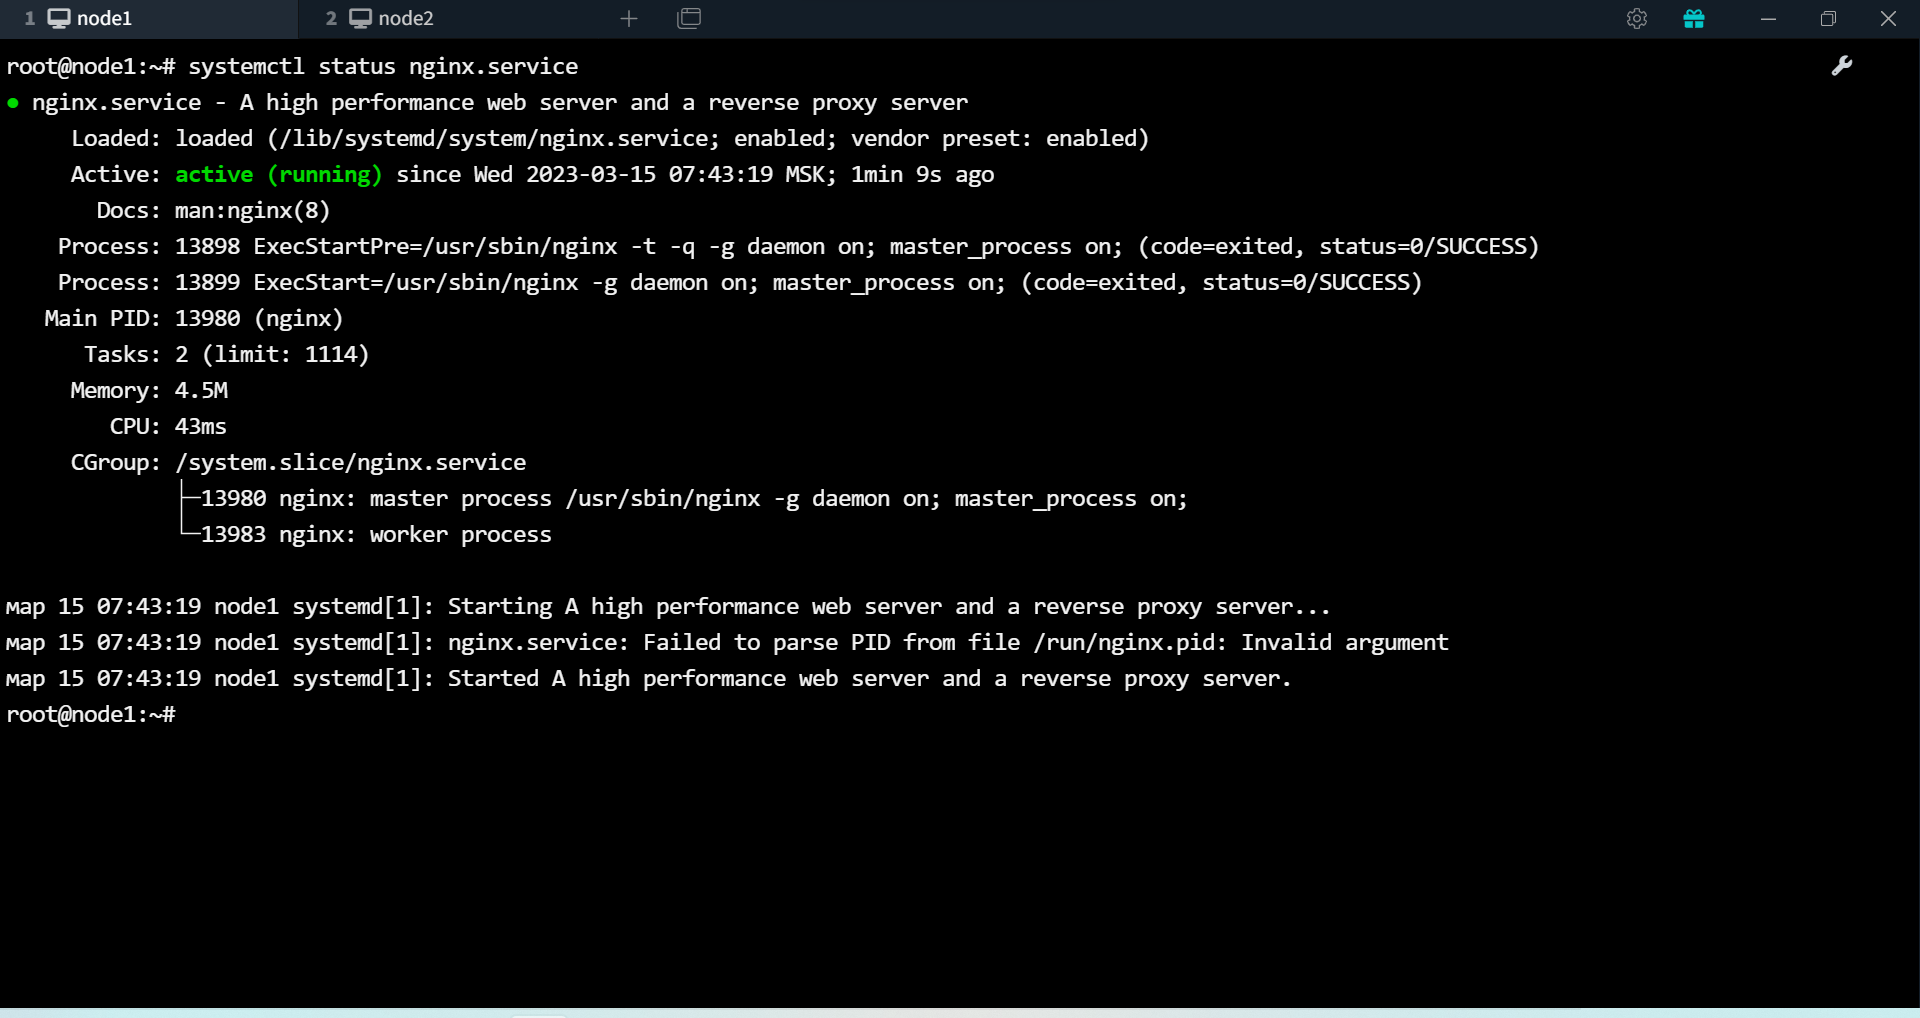 1 node1 2 node2
root@node1:~# systemctl status nginx.service
● nginx.service - A high performance web server and a reverse proxy server
     Loaded: loaded (/lib/systemd/system/nginx.service; enabled; vendor preset: enabled)
     Active: active (running) since Wed 2023-03-15 07:43:19 MSK; 1min 9s ago
       Docs: man:nginx(8)
    Process: 13898 ExecStartPre=/usr/sbin/nginx -t -q -g daemon on; master_process on; (code=exited, status=0/SUCCESS)
    Process: 13899 ExecStart=/usr/sbin/nginx -g daemon on; master_process on; (code=exited, status=0/SUCCESS)
   Main PID: 13980 (nginx)
      Tasks: 2 (limit: 1114)
     Memory: 4.5M
        CPU: 43ms
     CGroup: /system.slice/nginx.service
             ├─13980 nginx: master process /usr/sbin/nginx -g daemon on; master_process on;
             └─13983 nginx: worker process
мар 15 07:43:19 node1 systemd[1]: Starting A high performance web server and a reverse proxy server...
мар 15 07:43:19 node1 systemd[1]: nginx.service: Failed to parse PID from file /run/nginx.pid: Invalid argument
мар 15 07:43:19 node1 systemd[1]: Started A high performance web server and a reverse proxy server.
root@node1:~#